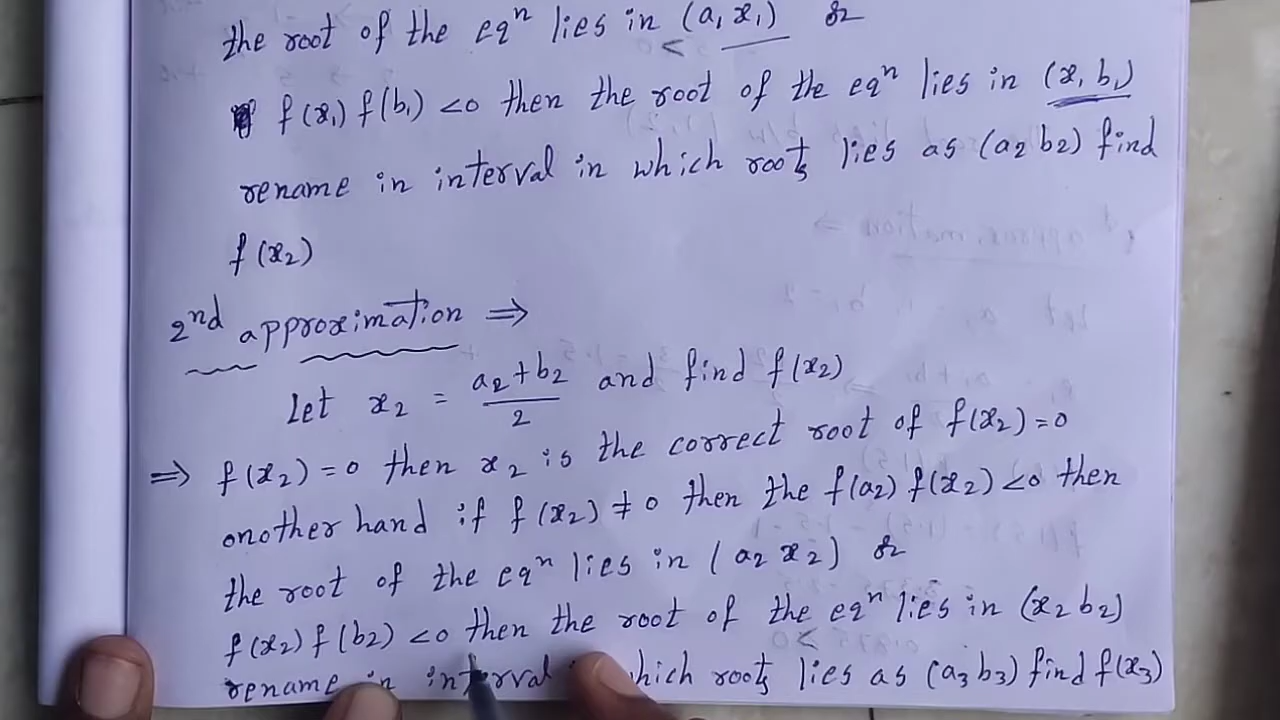 the root of the eqⁿ lies in (a, x₁) or
<
f(x₁) f(b₁) <0 then the root of the eqⁿ lies in (x, b₁)
rename in interval in which roots lies as (a2 b2) find
f(x2)
2nd approximation ⇒
Let x2 = (a2+b2)/2 and find f(x2)
⇒ f(x2)=0 then x2 is the correct root of f(x2)=0
onother hand if f(x2) ≠ 0 then the f(a2) f(x2) <0 then
the root of the eqⁿ lies in (a2 x2) or
f(x2) f(b2) <0 then the root of the eqⁿ lies in (x2 b2)
rename in interval which roots lies as (a3 b3) find f(x3)